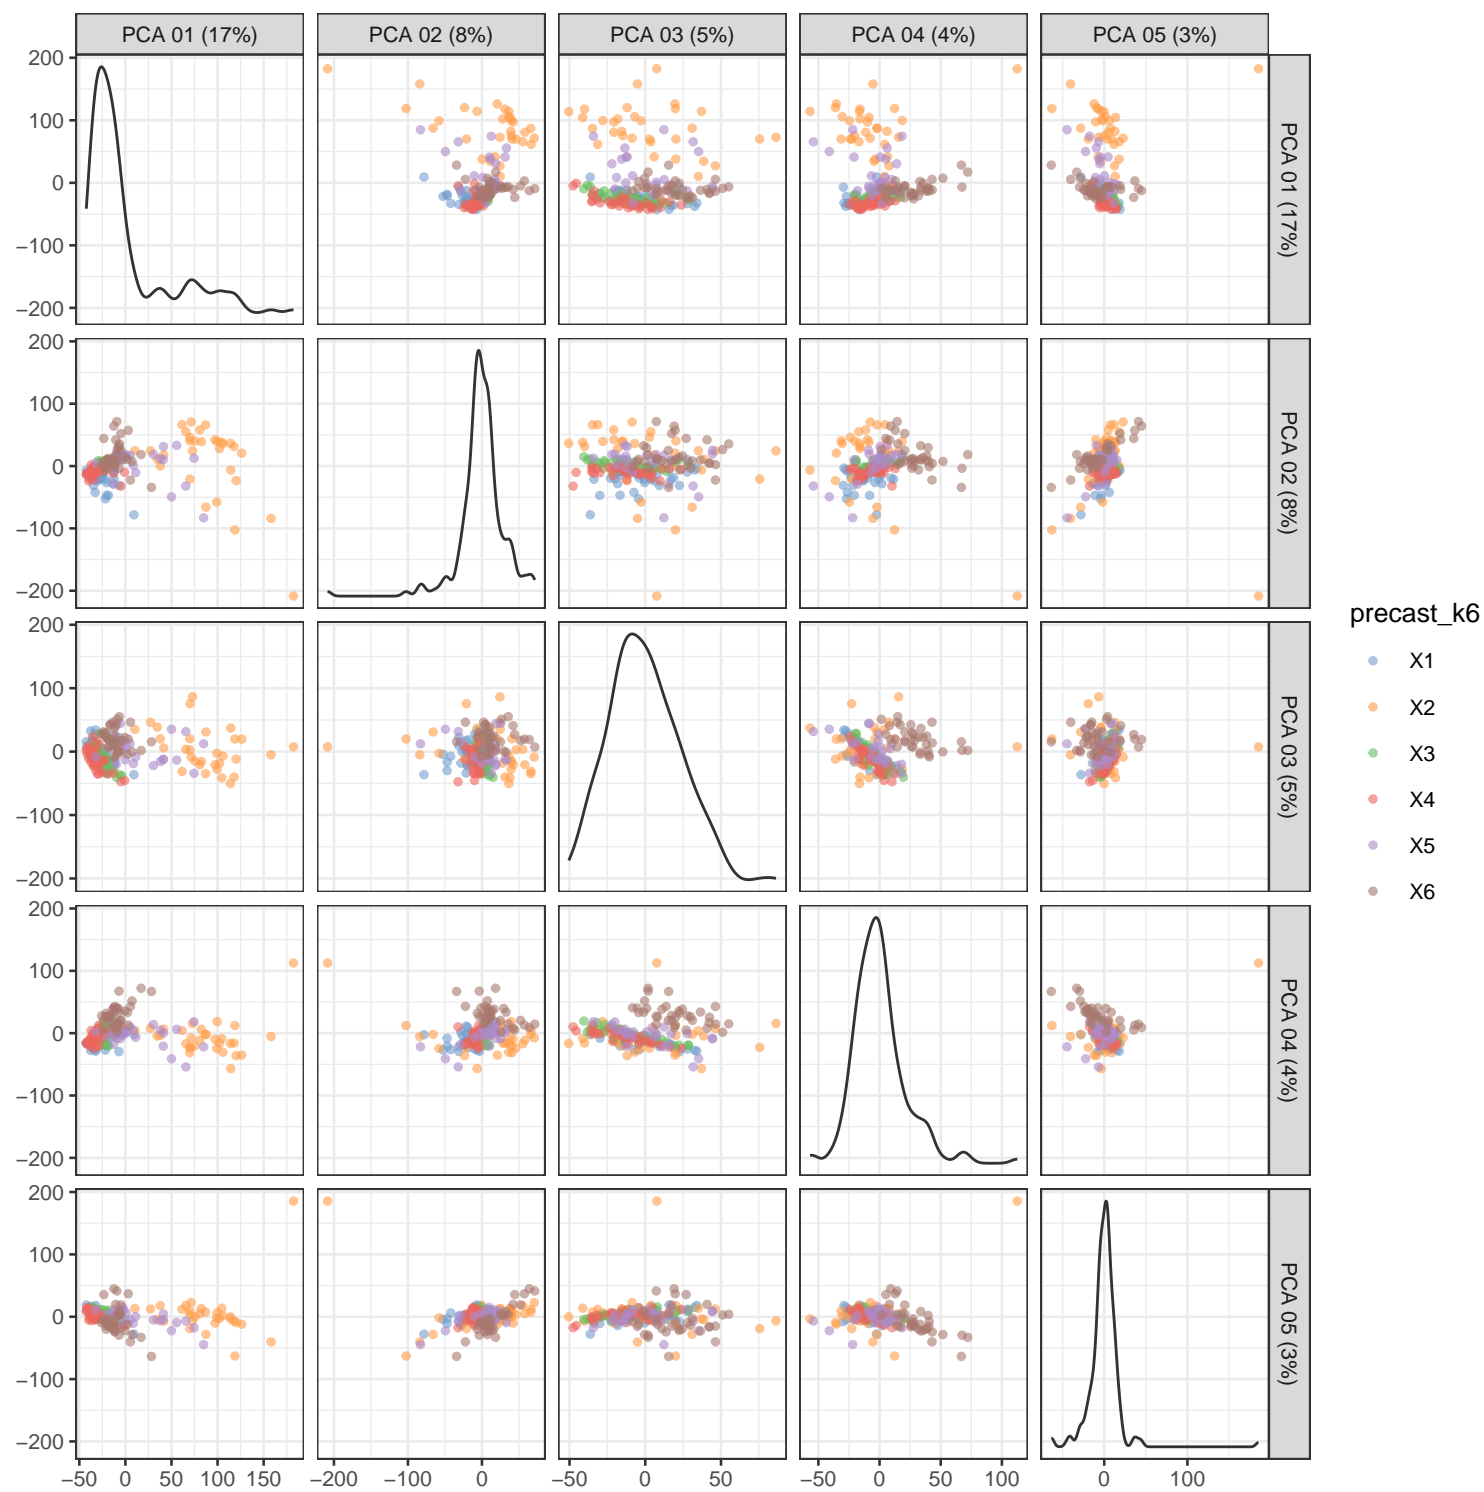 PCA 01 (17%) PCA 02 (8%) PCA 03 (5%) PCA 04 (4%) PCA 05 (3%)
200
100
0
−100
−200
PCA 01 (17%)
200
100
0
−100
−200
PCA 02 (8%)
200
100
0
−100
−200
PCA 03 (5%)
200
100
0
−100
−200
PCA 04 (4%)
200
100
0
−100
−200
PCA 05 (3%)
−50 0 50 100 150 −200 −100 0 −50 0 50 −50 0 50 100 0 100
precast_k6
X1
X2
X3
X4
X5
X6